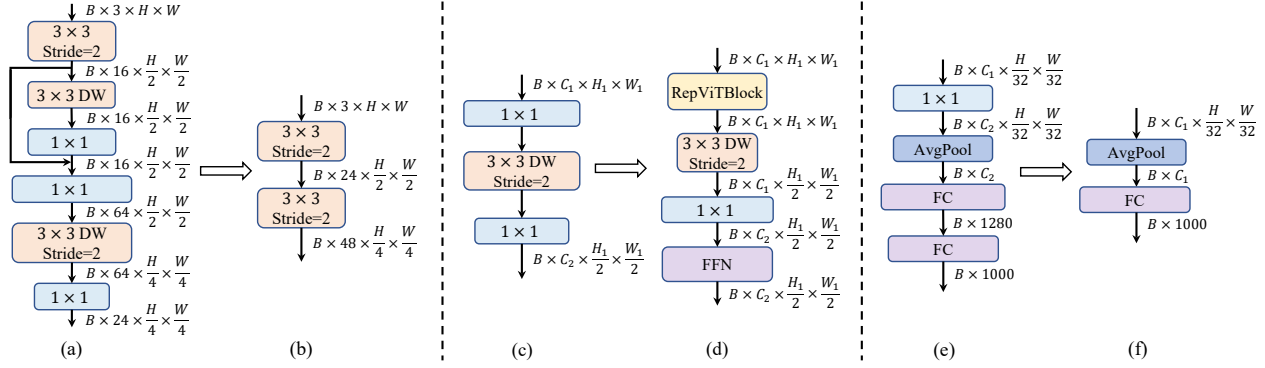 B × 3 × H × W
3 × 3
Stride=2
B × 16 × H/2 × W/2
3 × 3 DW
B × 16 × H/2 × W/2
1 × 1
B × 16 × H/2 × W/2
1 × 1
B × 64 × H/2 × W/2
3 × 3 DW
Stride=2
B × 64 × H/4 × W/4
1 × 1
B × 24 × H/4 × W/4
(a)
B × 3 × H × W
3 × 3
Stride=2
B × 24 × H/2 × W/2
3 × 3
Stride=2
B × 48 × H/4 × W/4
(b)
B × C₁ × H₁ × W₁
1 × 1
3 × 3 DW
Stride=2
1 × 1
B × C₂ × H₁/2 × W₁/2
(c)
B × C₁ × H₁ × W₁
RepViTBlock
B × C₁ × H₁ × W₁
3 × 3 DW
Stride=2
B × C₁ × H₁/2 × W₁/2
1 × 1
B × C₂ × H₁/2 × W₁/2
FFN
B × C₂ × H₁/2 × W₁/2
(d)
B × C₁ × H/32 × W/32
1 × 1
B × C₂ × H/32 × W/32
AvgPool
B × C₂
FC
B × 1280
FC
B × 1000
(e)
B × C₁ × H/32 × W/32
AvgPool
B × C₁
FC
B × 1000
(f)